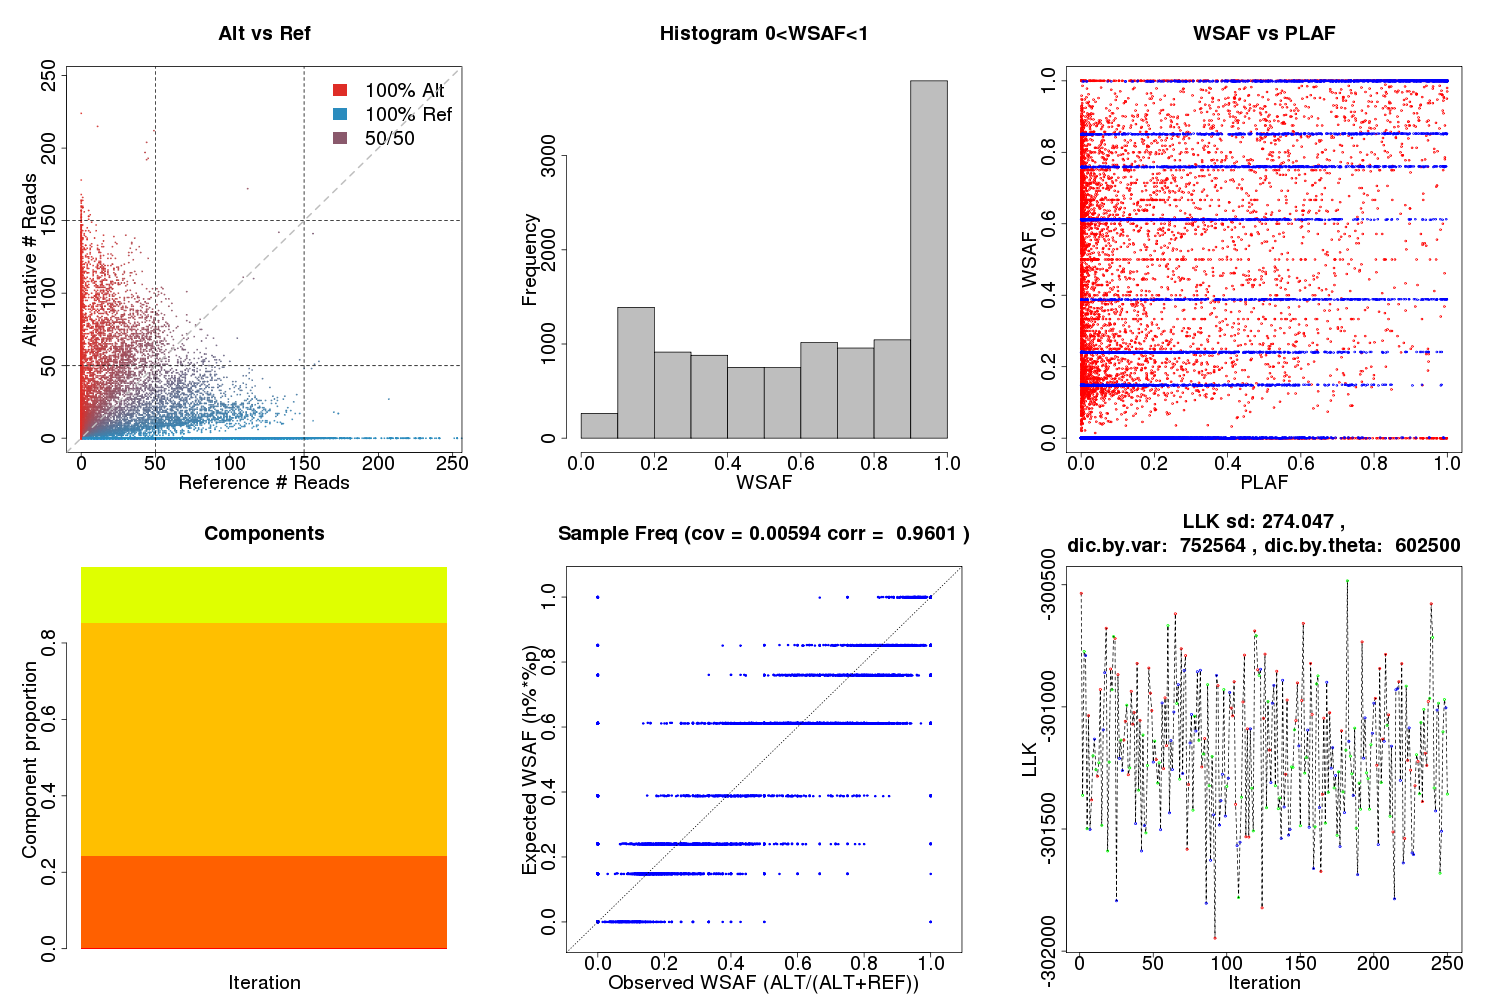 Alt vs Ref
250
200
150
100
50
0
Alternative # Reads
100% Alt
100% Ref
50/50
0 50 100 150 200 250
Reference # Reads
Histogram 0<WSAF<1
3000
2000
1000
0
Frequency
0.0 0.2 0.4 0.6 0.8 1.0
WSAF
WSAF vs PLAF
1.0
0.8
0.6
0.4
0.2
0.0
WSAF
0.0 0.2 0.4 0.6 0.8 1.0
PLAF
Components
0.8
0.6
0.4
0.2
0.0
Component proportion
Iteration
Sample Freq (cov = 0.00594 corr = 0.9601 )
1.0
0.8
0.6
0.4
0.2
0.0
Expected WSAF (h%*%p)
0.0 0.2 0.4 0.6 0.8 1.0
Observed WSAF (ALT/(ALT+REF))
LLK sd: 274.047 ,
dic.by.var: 752564 , dic.by.theta: 602500
-300500
-301000
-301500
-302000
LLK
0 50 100 150 200 250
Iteration